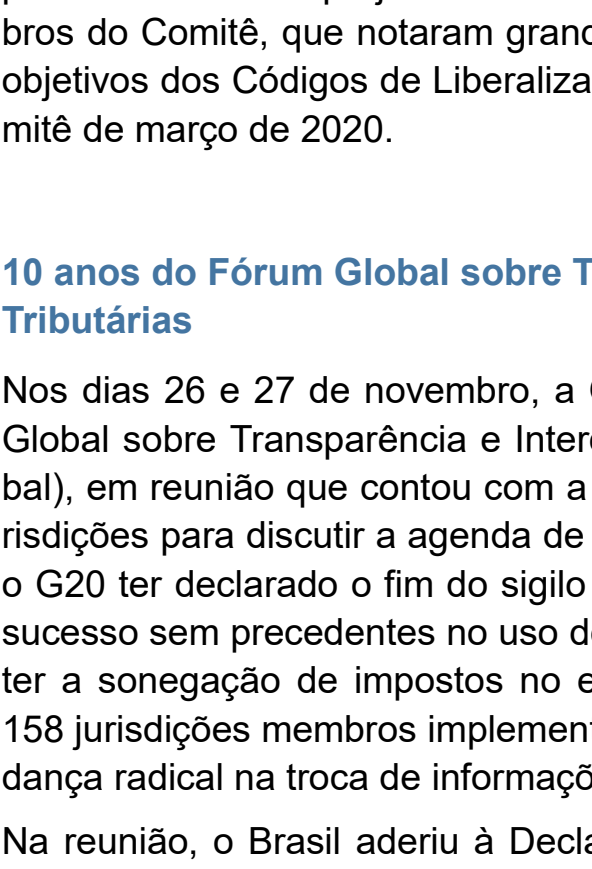 bros do Comitê, que notaram grand
objetivos dos Códigos de Liberaliza
mitê de março de 2020.
10 anos do Fórum Global sobre T
Tributárias
Nos dias 26 e 27 de novembro, a
Global sobre Transparência e Inter
bal), em reunião que contou com a
risdições para discutir a agenda de
o G20 ter declarado o fim do sigilo
sucesso sem precedentes no uso d
ter a sonegação de impostos no e
158 jurisdições membros implement
dança radical na troca de informaçõ
Na reunião, o Brasil aderiu à Decla